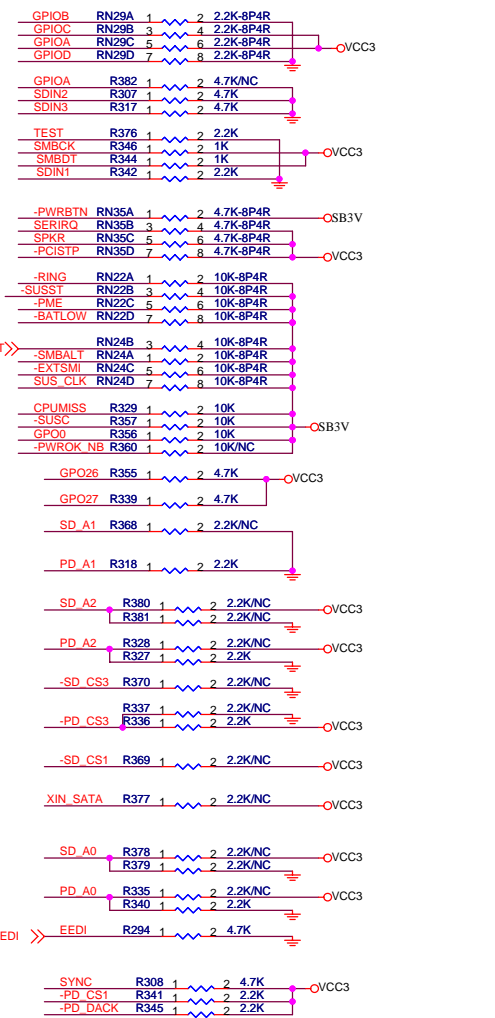 GPIOB RN29A 1 2 2.2K-8P4R
GPIOC RN29B 3 4 2.2K-8P4R
GPIOA RN29C 5 6 2.2K-8P4R VCC3
GPIOD RN29D 7 8 2.2K-8P4R
GPIOA R382 1 2 4.7K/NC
SDIN2 R307 1 2 4.7K
SDIN3 R317 1 2 4.7K
TEST R376 1 2 2.2K
SMBCK R346 1 2 1K VCC3
SMBDT R344 1 2 1K
SDIN1 R342 1 2 2.2K
-PWRBTN RN35A 1 2 4.7K-8P4R SB3V
SERIRQ RN35B 3 4 4.7K-8P4R
SPKR RN35C 5 6 4.7K-8P4R
-PCISTP RN35D 7 8 4.7K-8P4R VCC3
-RING RN22A 1 2 10K-8P4R
-SUSST RN22B 3 4 10K-8P4R
-PME RN22C 5 6 10K-8P4R
-BATLOW RN22D 7 8 10K-8P4R
T RN24B 3 4 10K-8P4R
-SMBALT RN24A 1 2 10K-8P4R
-EXTSMI RN24C 5 6 10K-8P4R
SUS_CLK RN24D 7 8 10K-8P4R
CPUMISS R329 1 2 10K
-SUSC R357 1 2 10K SB3V
GPO0 R356 1 2 10K
-PWROK_NB R360 1 2 10K/NC
GPO26 R355 1 2 4.7K VCC3
GPO27 R339 1 2 4.7K
SD_A1 R368 1 2 2.2K/NC
PD_A1 R318 1 2 2.2K
SD_A2 R380 1 2 2.2K/NC VCC3
R381 1 2 2.2K/NC
PD_A2 R328 1 2 2.2K/NC VCC3
R327 1 2 2.2K
-SD_CS3 R370 1 2 2.2K/NC
R337 1 2 2.2K/NC
-PD_CS3 R336 1 2 2.2K VCC3
-SD_CS1 R369 1 2 2.2K/NC VCC3
XIN_SATA R377 1 2 2.2K/NC VCC3
SD_A0 R378 1 2 2.2K/NC VCC3
R379 1 2 2.2K/NC
PD_A0 R335 1 2 2.2K/NC VCC3
R340 1 2 2.2K
EDI EEDI R294 1 2 4.7K
SYNC R308 1 2 4.7K VCC3
-PD_CS1 R341 1 2 2.2K
-PD_DACK R345 1 2 2.2K